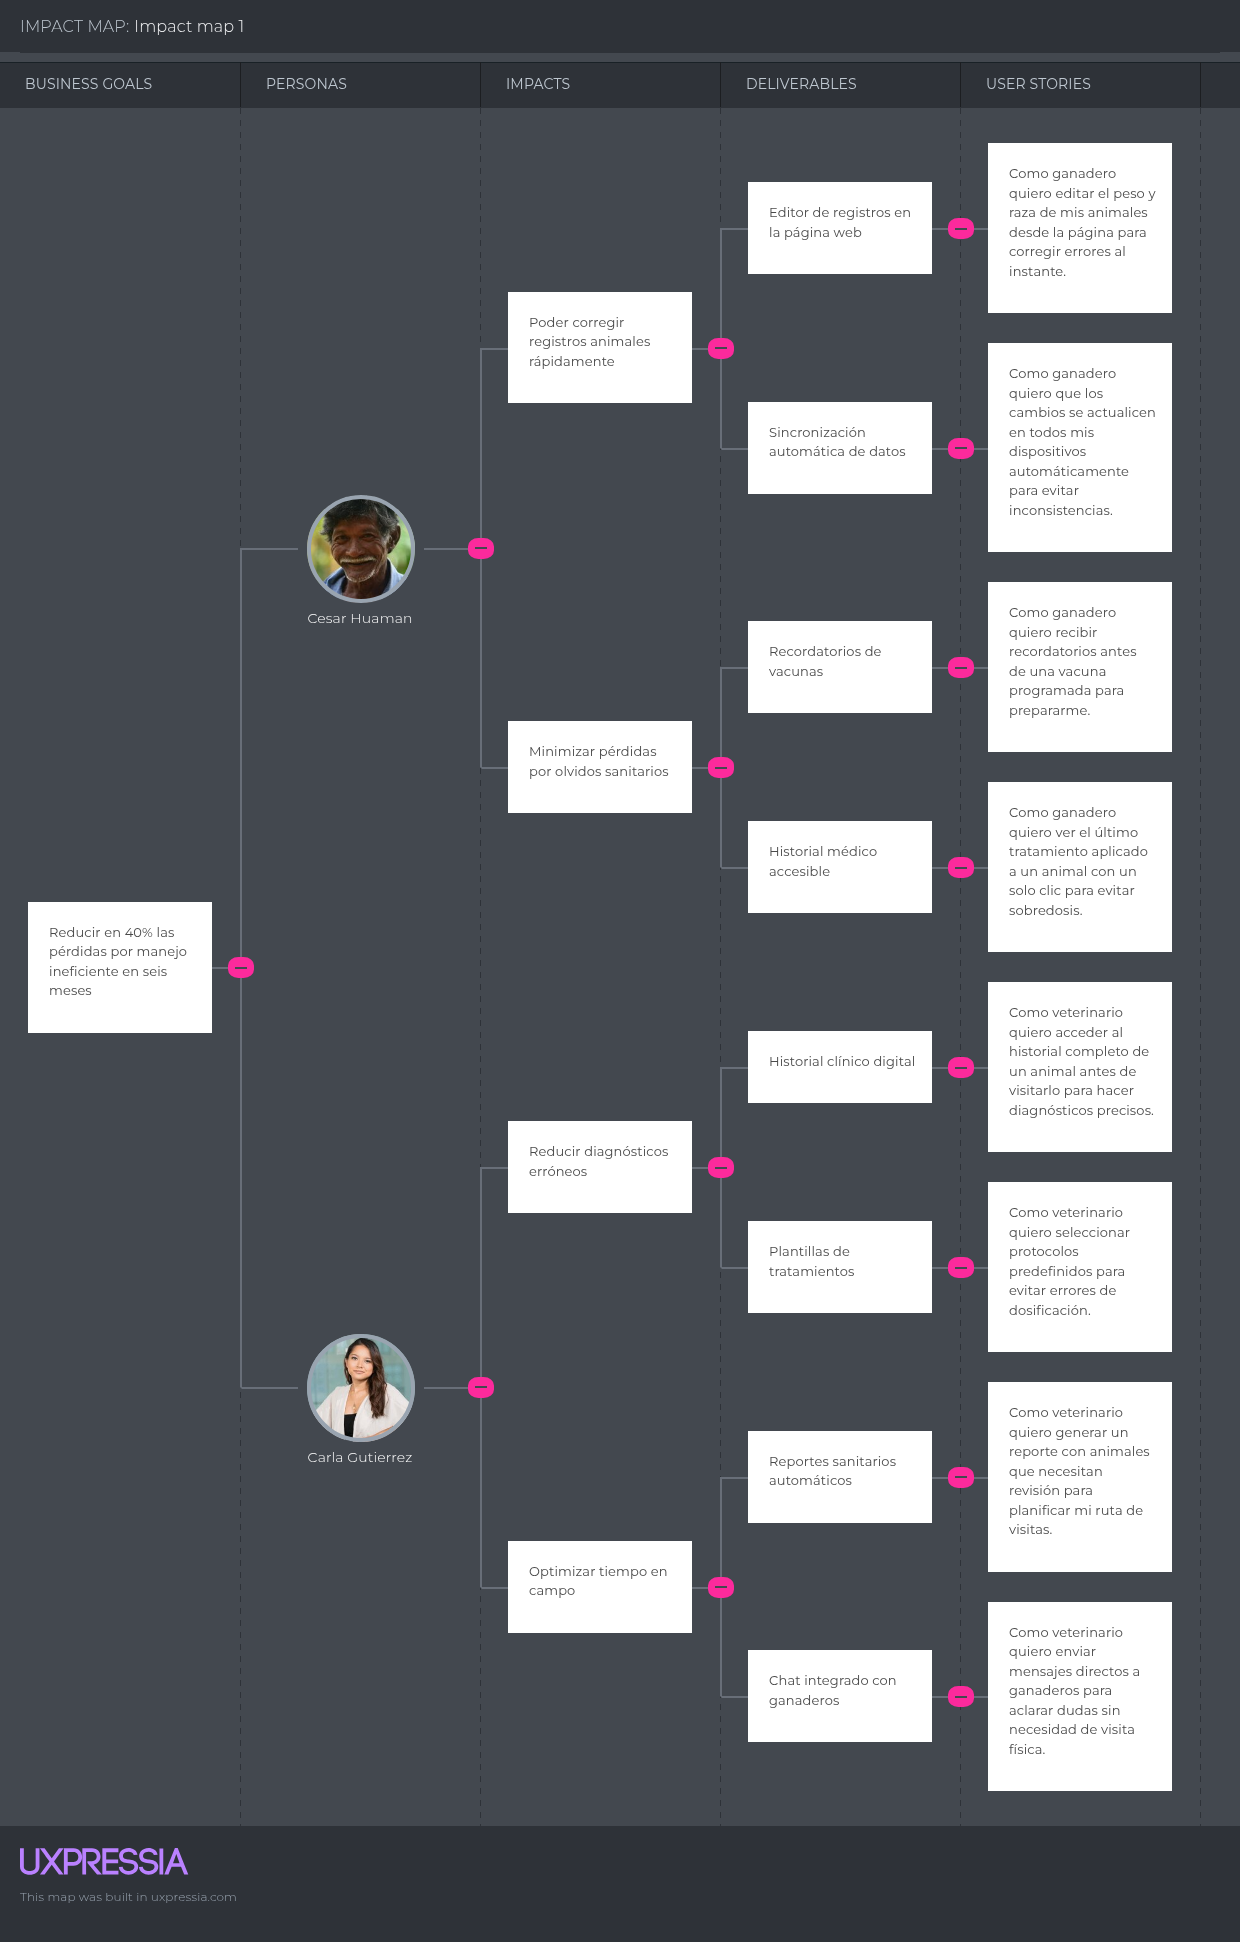 IMPACT MAP: Impact map 1
BUSINESS GOALS
PERSONAS
IMPACTS
DELIVERABLES
USER STORIES
Reducir en 40% las
pérdidas por manejo
ineficiente en seis
meses
Cesar Huaman
Poder corregir
registros animales
rápidamente
Editor de registros en
la página web
Como ganadero
quiero editar el peso y
raza de mis animales
desde la página para
corregir errores al
instante.
Sincronización
automática de datos
Como ganadero
quiero que los
cambios se actualicen
en todos mis
dispositivos
automáticamente
para evitar
inconsistencias.
Minimizar pérdidas
por olvidos sanitarios
Recordatorios de
vacunas
Como ganadero
quiero recibir
recordatorios antes
de una vacuna
programada para
prepararme.
Historial médico
accesible
Como ganadero
quiero ver el último
tratamiento aplicado
a un animal con un
solo clic para evitar
sobredosis.
Carla Gutierrez
Reducir diagnósticos
erróneos
Historial clínico digital
Como veterinario
quiero acceder al
historial completo de
un animal antes de
visitarlo para hacer
diagnósticos precisos.
Plantillas de
tratamientos
Como veterinario
quiero seleccionar
protocolos
predefinidos para
evitar errores de
dosificación.
Optimizar tiempo en
campo
Reportes sanitarios
automáticos
Como veterinario
quiero generar un
reporte con animales
que necesitan
revisión para
planificar mi ruta de
visitas.
Chat integrado con
ganaderos
Como veterinario
quiero enviar
mensajes directos a
ganaderos para
aclarar dudas sin
necesidad de visita
física.
UXPRESSIA
This map was built in uxpressia.com